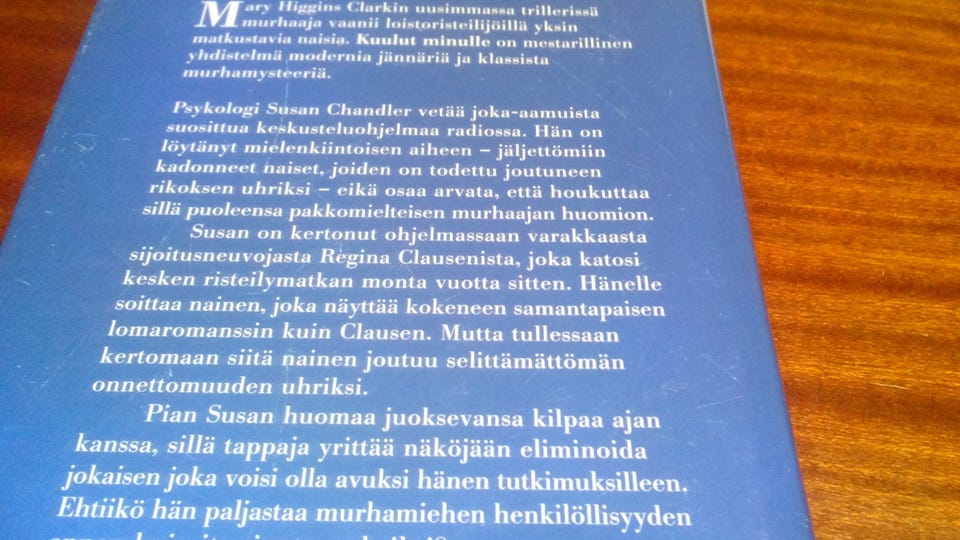 Mary Higgins Clarkin uusimmassa trillerissä
murhaaja vaanii loistoristeilijöillä yksin
matkustavia naisia. Kuulut minulle on mestarillinen
yhdistelmä modernia jännäriä ja klassista
murhamysteeriä.
Psykologi Susan Chandler vetää joka-aamuista
suosittua keskusteluohjelmaa radiossa. Hän on
löytänyt mielenkiintoisen aiheen – jäljettömiin
kadonneet naiset, joiden on todettu joutuneen
rikoksen uhriksi – eikä osaa arvata, että houkuttaa
sillä puoleensa pakkomielteisen murhaajan huomion.
Susan on kertonut ohjelmassaan varakkaasta
sijoitusneuvojasta Regina Clausenista, joka katosi
kesken risteilymatkan monta vuotta sitten. Hänelle
soittaa nainen, joka näyttää kokeneen samantapaisen
lomaromanssin kuin Clausen. Mutta tullessaan
kertomaan siitä nainen joutuu selittämättömän
onnettomuuden uhriksi.
Pian Susan huomaa juoksevansa kilpaa ajan
kanssa, sillä tappaja yrittää näköjään eliminoida
jokaisen joka voisi olla avuksi hänen tutkimuksilleen.
Ehtiikö hän paljastaa murhamiehen henkilöllisyyden